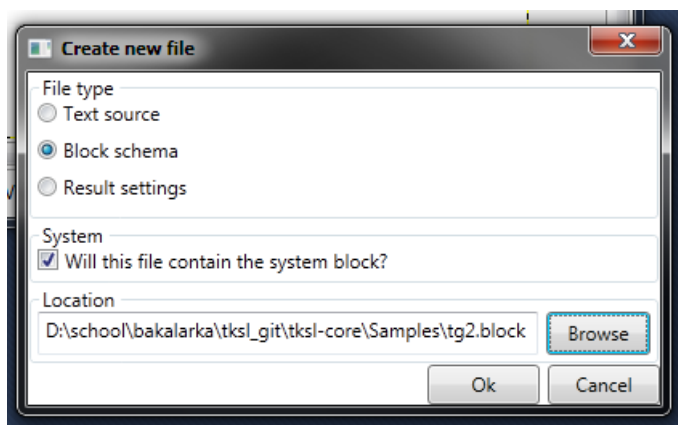 Create new file
File type
Text source
Block schema
Result settings
System
Will this file contain the system block?
Location
D:\school\bakalarka\tksl_git\tksl-core\Samples\tg2.block Browse
Ok Cancel